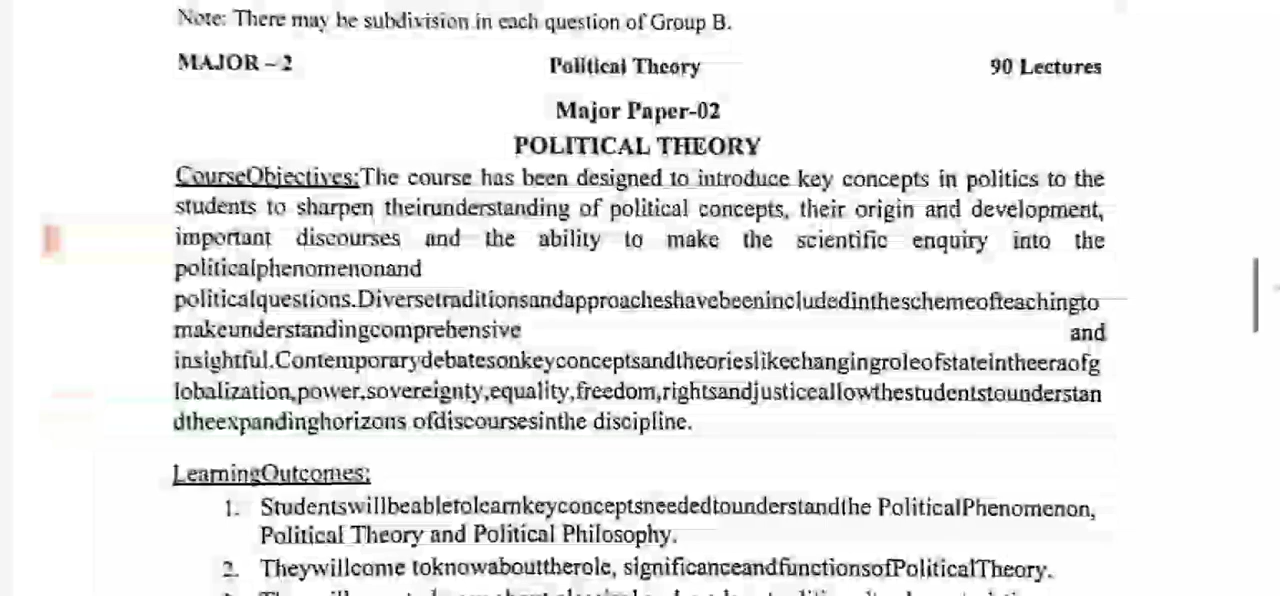 Note: There may be subdivision in each question of Group B.
MAJOR – 2 Political Theory 90 Lectures
Major Paper-02
POLITICAL THEORY
CourseObjectives:The course has been designed to introduce key concepts in politics to the
students to sharpen theirunderstanding of political concepts, their origin and development,
important discourses and the ability to make the scientific enquiry into the
politicalphenomenonand
politicalquestions.Diversetraditionsandapproacheshavebeenincludedintheschemeofteachingto
makeunderstandingcomprehensive and
insightful.Contemporarydebatesonkeyconceptsandtheorieslikechangingroleofstateintheeraofg
lobalization,power,sovereignty,equality,freedom,rightsandjusticeallowthestudentstounderstan
dtheexpandinghorizons ofdiscoursesinthe discipline.
LearningOutcomes:
1. Studentswillbeabletolearnkeyconceptsneededtounderstandthe PoliticalPhenomenon,
Political Theory and Political Philosophy.
2. Theywillcome toknowabouttherole, significanceandfunctionsofPoliticalTheory.